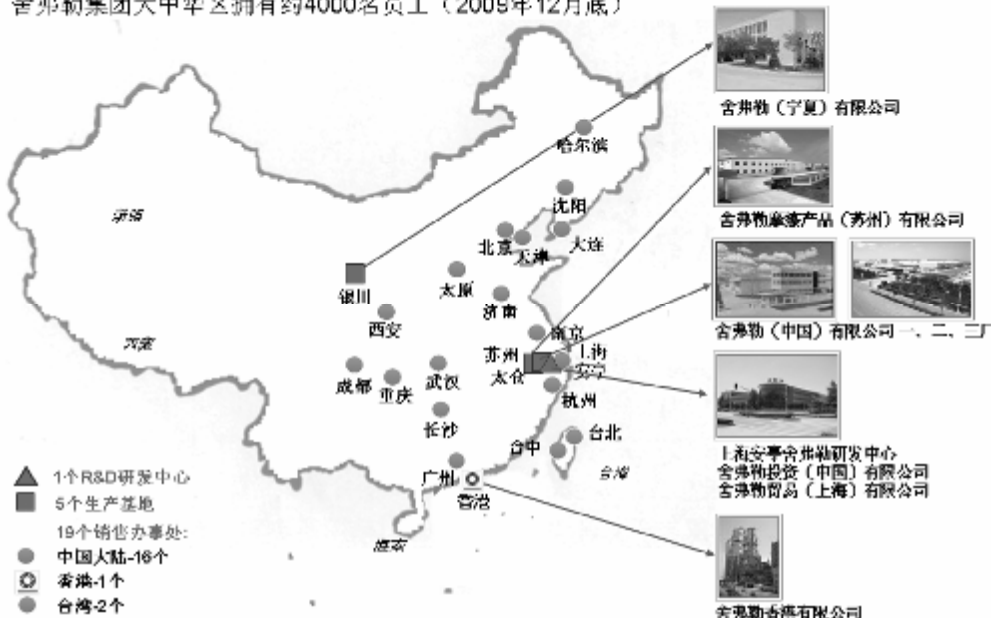 舍弗勒集团大中华区拥有约4000名员工（2009年12月底）
舍弗勒（宁夏）有限公司
哈尔滨
沈阳
舍弗勒摩擦产品（苏州）有限公司
新疆
北京
天津
大连
银川
太原
济南
西安
南京
舍弗勒（中国）有限公司 一、二、三厂
西藏
苏州
上海
太仓
安亭
成都
重庆
武汉
杭州
长沙
台中
台北
上海安亭舍弗勒研发中心
舍弗勒投资（中国）有限公司
舍弗勒贸易（上海）有限公司
广州
香港
台湾
1个R&D研发中心
5个生产基地
19个销售办事处:
中国大陆-16个
香港-1个
台湾-2个
海南
舍弗勒香港有限公司